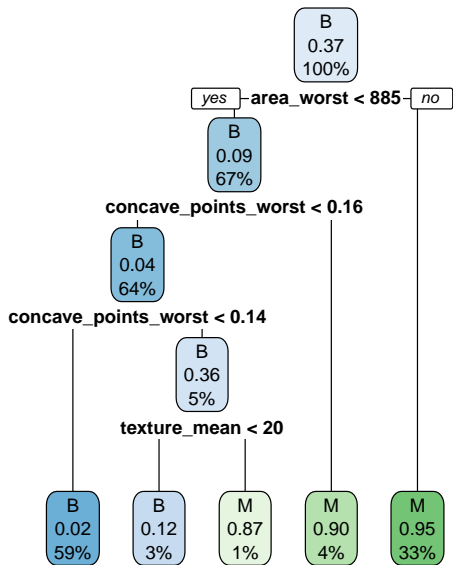 B
0.37
100%
yes area_worst < 885 no
B
0.09
67%
concave_points_worst < 0.16
B
0.04
64%
concave_points_worst < 0.14
B
0.36
5%
texture_mean < 20
B B M M M
0.02 0.12 0.87 0.90 0.95
59% 3% 1% 4% 33%